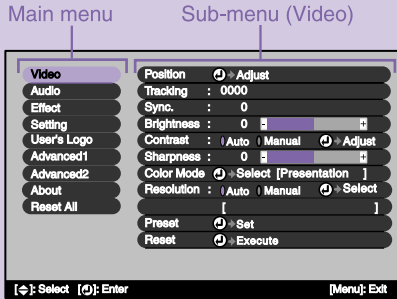 Main menu
Sub-menu (Video)
Video
Audio
Effect
Setting
User's Logo
Advanced1
Advanced2
About
Reset All
Position Adjust
Tracking : 0000
Sync. : 0
Brightness : 0 - +
Contrast : Auto Manual Adjust
Sharpness : 0 - +
Color Mode Select [Presentation ]
Resolution : Auto Manual Select
[ ]
Preset Set
Reset Execute
[ ]: Select [ ]: Enter [Menu]: Exit